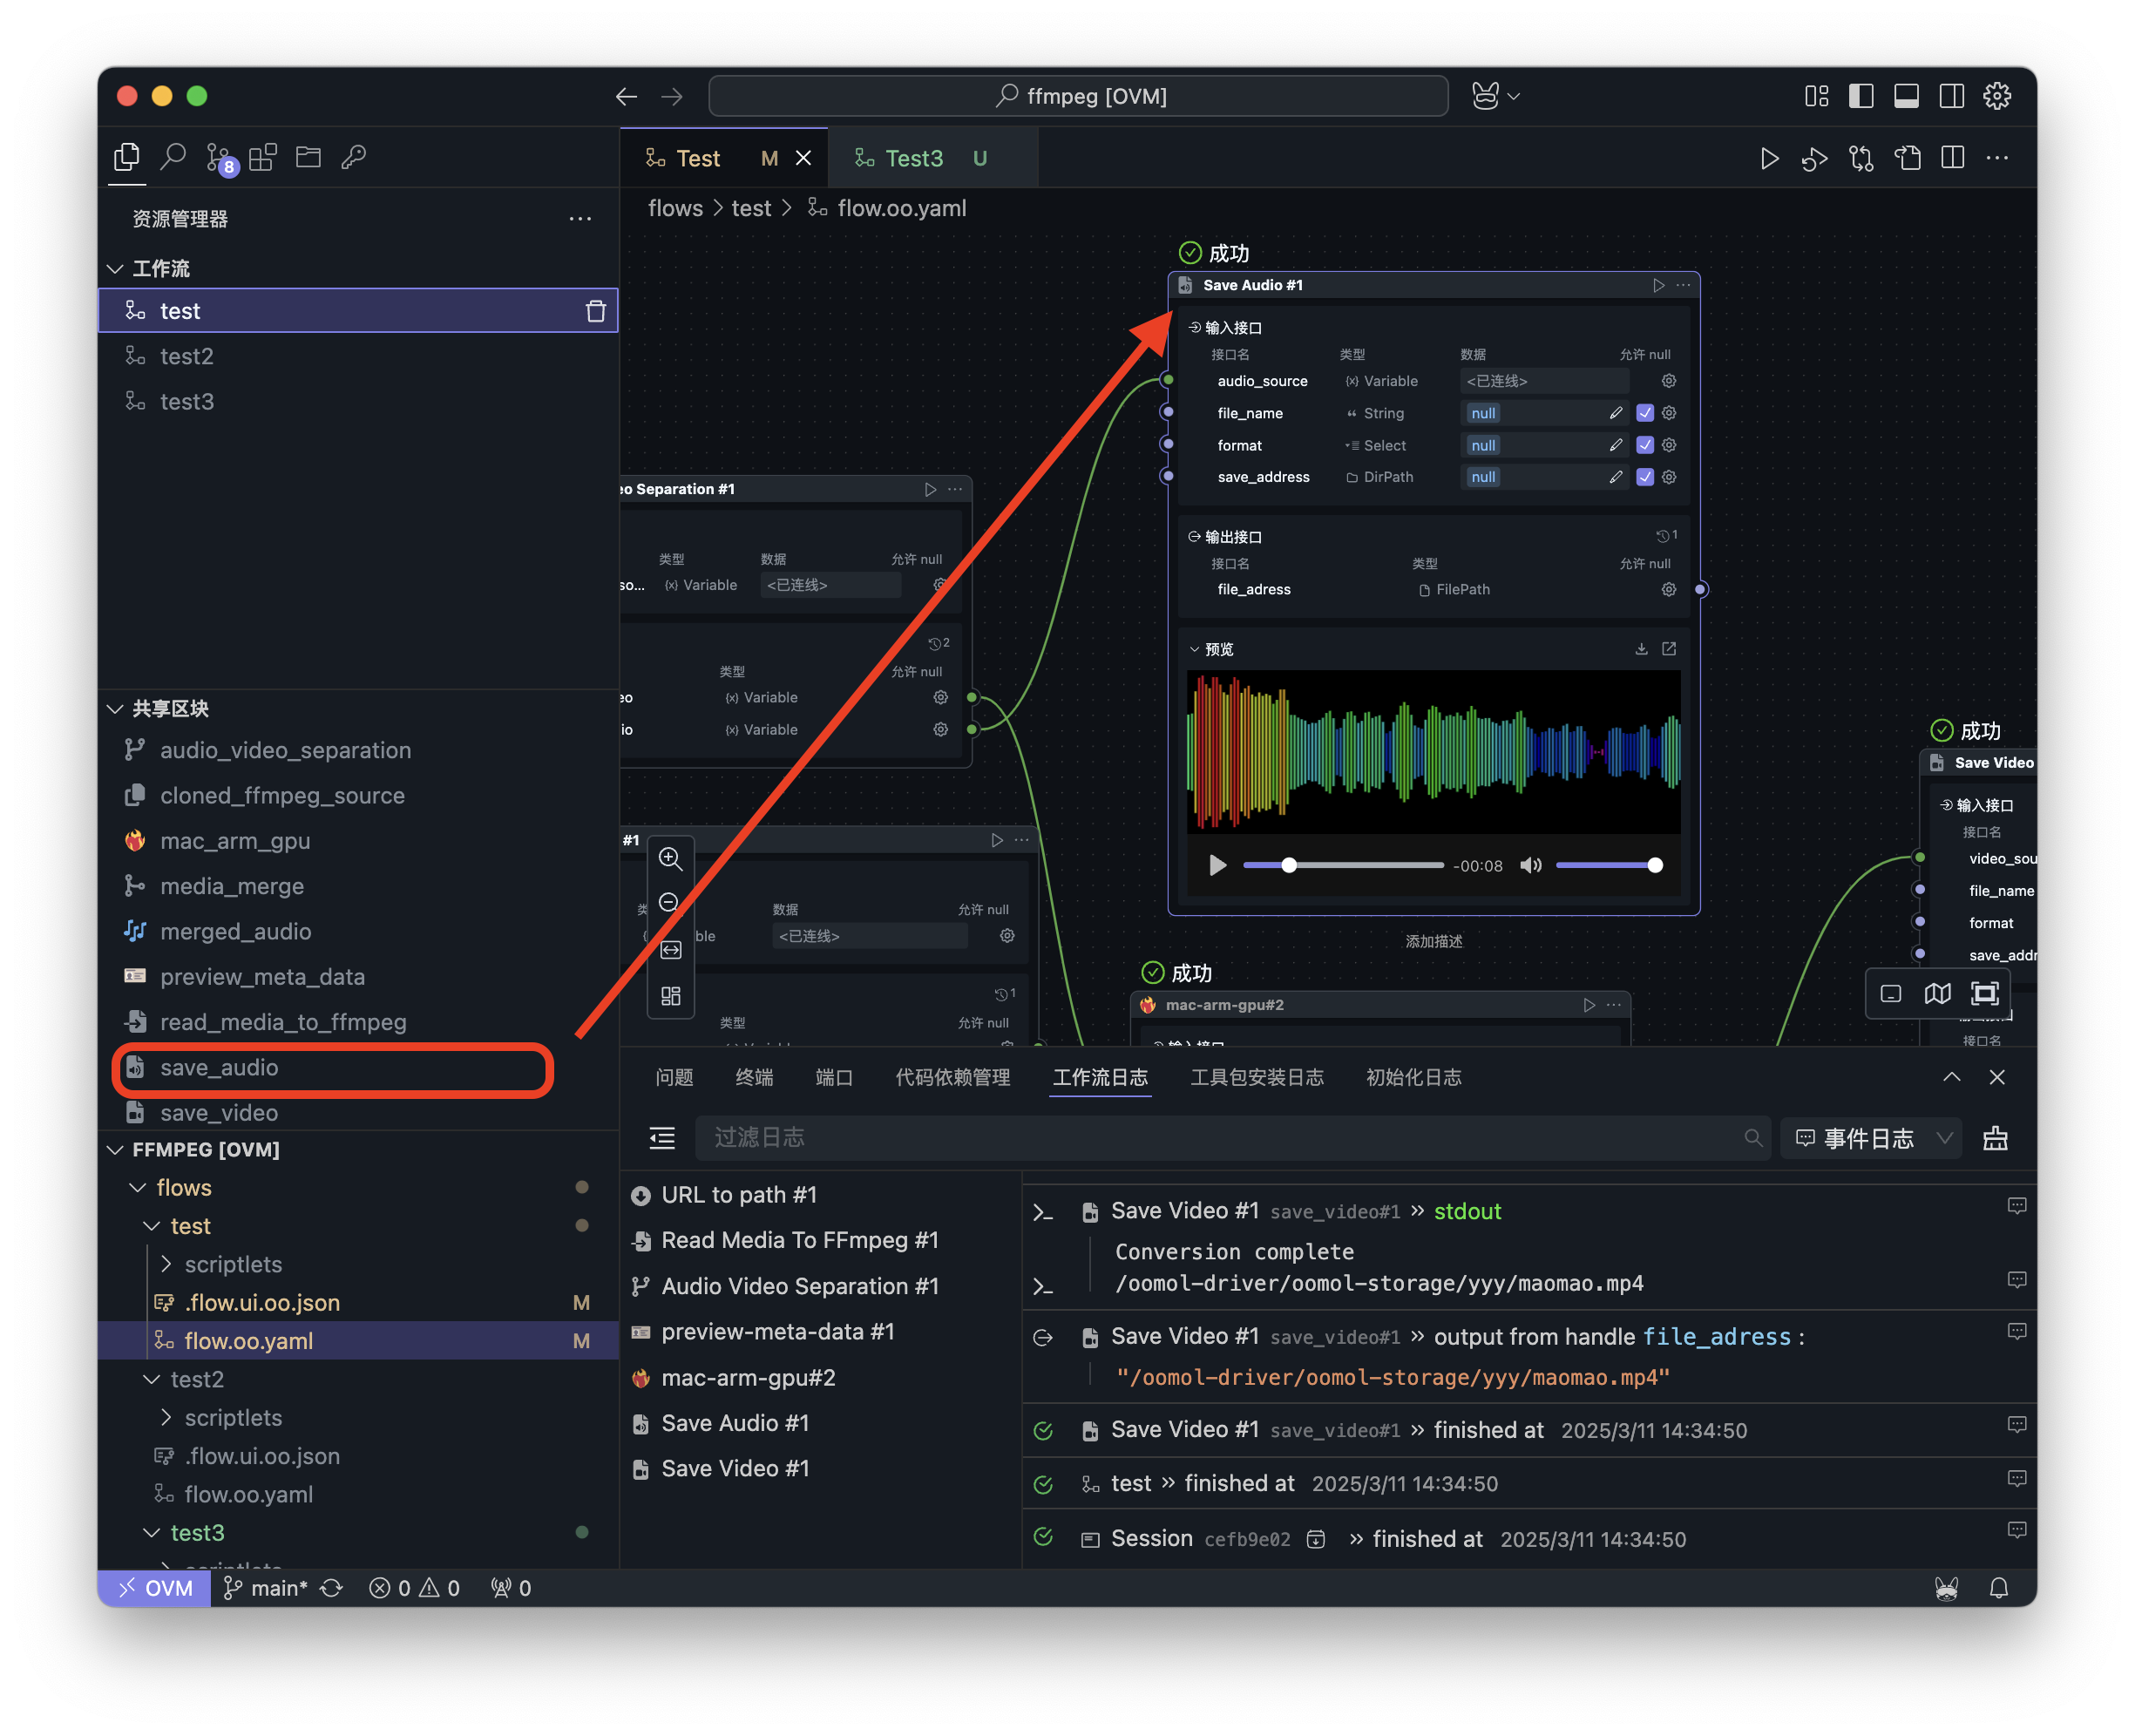 ffmpeg [OVM]
8
Test M
Test3 U
资源管理器
flows > test > flow.oo.yaml
工作流
test
test2
test3
共享区块
audio_video_separation
cloned_ffmpeg_source
mac_arm_gpu
media_merge
merged_audio
preview_meta_data
read_media_to_ffmpeg
save_audio
save_video
FFMPEG [OVM]
flows
test
scriptlets
.flow.ui.oo.json M
flow.oo.yaml M
test2
scriptlets
.flow.ui.oo.json
flow.oo.yaml
test3
成功
Save Audio #1
输入接口
接口名 类型 数据 允许 null
audio_source Variable <已连线>
file_name String null
format Select null
save_address DirPath null
输出接口 1
接口名 类型 允许 null
file_adress FilePath
预览
-00:08
添加描述
eo Separation #1
类型 数据 允许 null
so... Variable <已连线>
2
类型 允许 null
eo Variable
io Variable
#1
数据 允许 null
ble <已连线>
1
类型 允许 null
成功
mac-arm-gpu#2
成功
Save Video
输入接口
接口名
video_sou
file_name
format
save_addr
接口名
问题 终端 端口 代码依赖管理 工作流日志 工具包安装日志 初始化日志
过滤日志 事件日志
URL to path #1
Read Media To FFmpeg #1
Audio Video Separation #1
preview-meta-data #1
mac-arm-gpu#2
Save Audio #1
Save Video #1
Save Video #1 save_video#1 » stdout
Conversion complete
/oomol-driver/oomol-storage/yyy/maomao.mp4
Save Video #1 save_video#1 » output from handle file_adress :
"/oomol-driver/oomol-storage/yyy/maomao.mp4"
Save Video #1 save_video#1 » finished at 2025/3/11 14:34:50
test » finished at 2025/3/11 14:34:50
Session cefb9e02 » finished at 2025/3/11 14:34:50
OVM main* 0 0 0